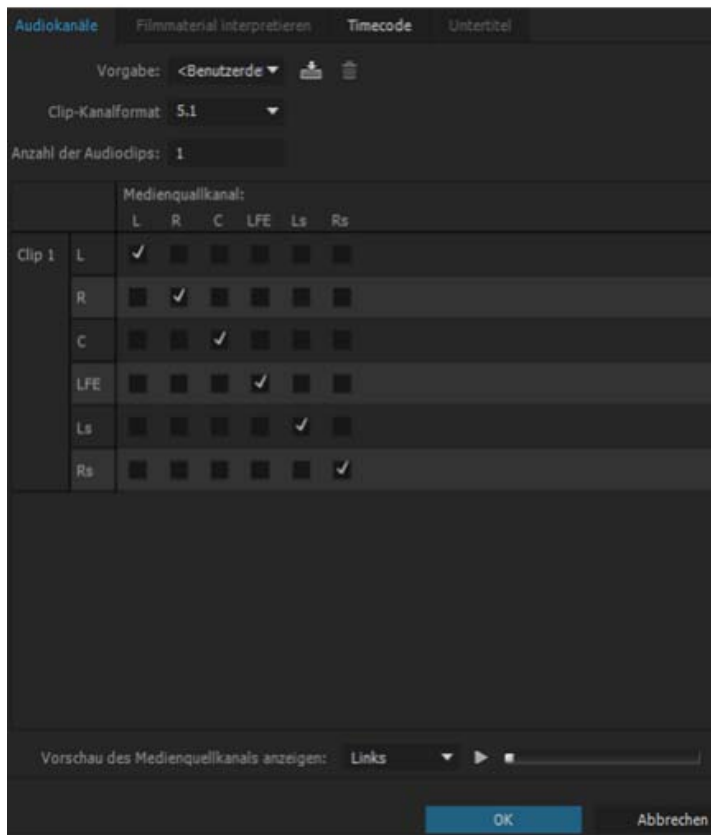 Audiokanäle Filmmaterial interpretieren Timecode Untertitel
Vorgabe: <Benutzerde
Clip-Kanalformat 5.1
Anzahl der Audioclips: 1
Medienquallkanal:
L R C LFE Ls Rs
Clip 1 L
R
C
LFE
Ls
Rs
Vorschau des Medienquellkanals anzeigen: Links
OK Abbrechen